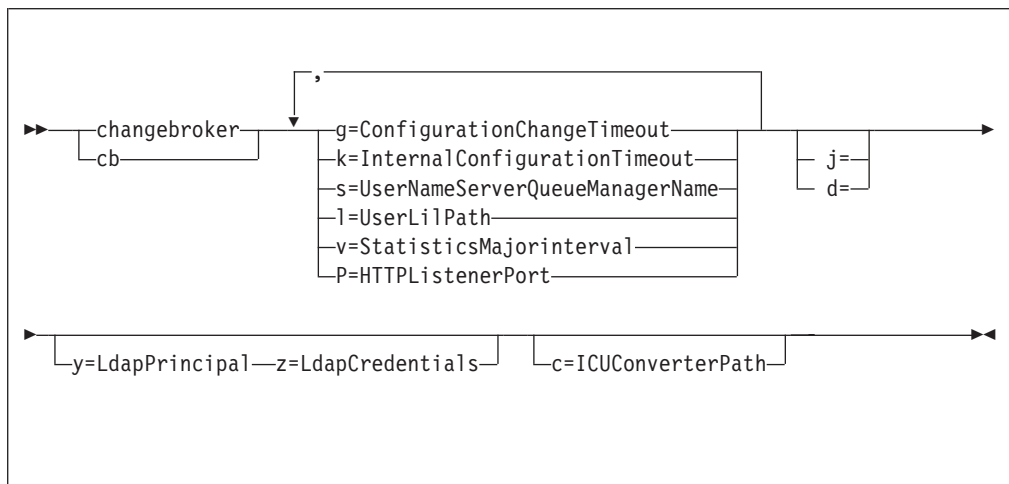 ,
changebroker g=ConfigurationChangeTimeout j=
cb k=InternalConfigurationTimeout d=
s=UserNameServerQueueManagerName
l=UserLilPath
v=StatisticsMajorinterval
P=HTTPListenerPort
y=LdapPrincipal z=LdapCredentials c=ICUConverterPath